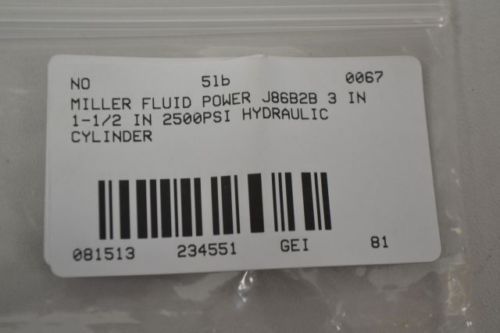 NO 51b 0067
MILLER FLUID POWER J86B2B 3 IN
1-1/2 IN 2500PSI HYDRAULIC
CYLINDER
081513 234551 GEI 81